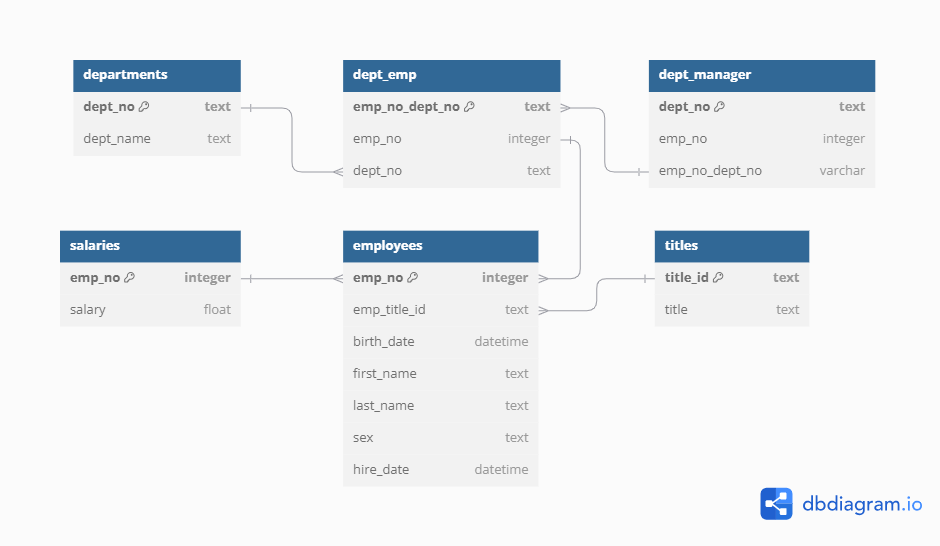 departments
dept_no text
dept_name text
dept_emp
emp_no_dept_no text
emp_no integer
dept_no text
dept_manager
dept_no text
emp_no integer
emp_no_dept_no varchar
salaries
emp_no integer
salary float
employees
emp_no integer
emp_title_id text
birth_date datetime
first_name text
last_name text
sex text
hire_date datetime
titles
title_id text
title text
dbdiagram.io